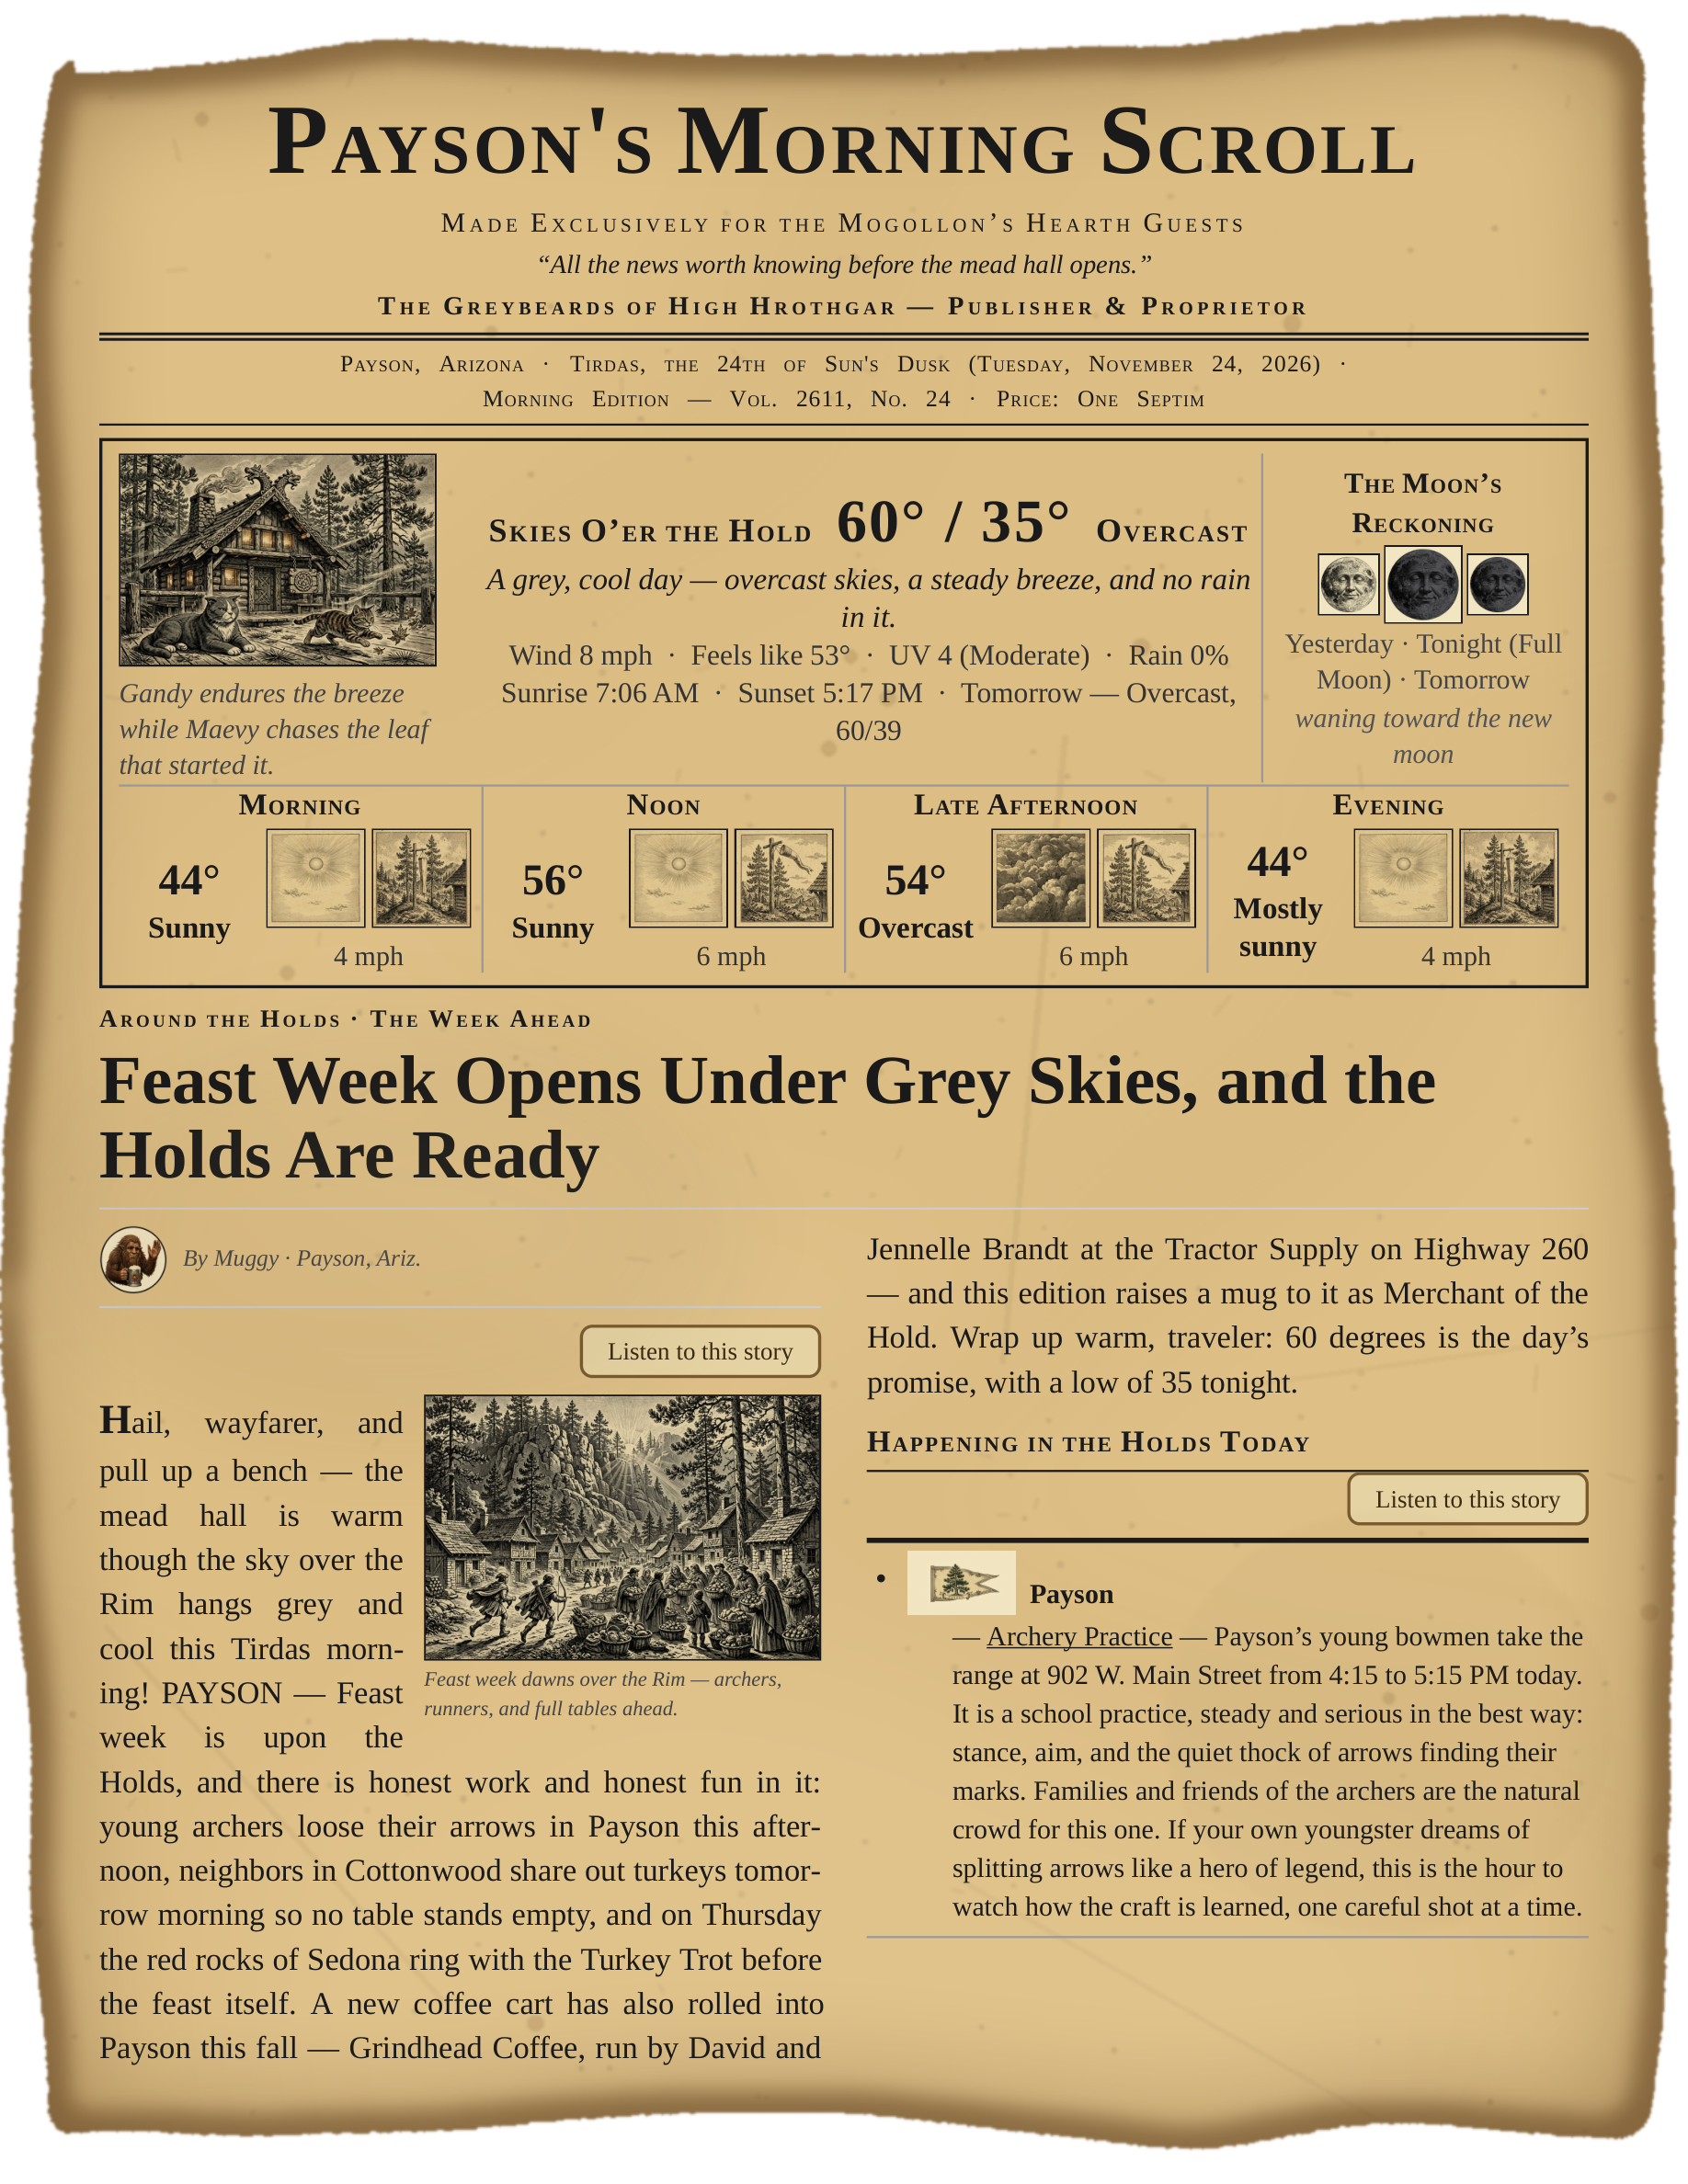 Payson's Morning Scroll
Made Exclusively for the Mogollon’s Hearth Guests
“All the news worth knowing before the mead hall opens.”
The Greybeards of High Hrothgar — Publisher & Proprietor
Payson, Arizona · Tirdas, the 24th of Sun's Dusk (Tuesday, November 24, 2026) ·
Morning Edition — Vol. 2611, No. 24 · Price: One Septim
Gandy endures the breeze
while Maevy chases the leaf
that started it.
Skies O’er the Hold 60° / 35° Overcast
A grey, cool day — overcast skies, a steady breeze, and no rain
in it.
Wind 8 mph · Feels like 53° · UV 4 (Moderate) · Rain 0%
Sunrise 7:06 AM · Sunset 5:17 PM · Tomorrow — Overcast,
60/39
The Moon’s
Reckoning
Yesterday · Tonight (Full
Moon) · Tomorrow
waning toward the new
moon
Morning
44°
Sunny
4 mph
Noon
56°
Sunny
6 mph
Late Afternoon
54°
Overcast
6 mph
Evening
44°
Mostly
sunny
4 mph
Around the Holds · The Week Ahead
Feast Week Opens Under Grey Skies, and the
Holds Are Ready
By Muggy · Payson, Ariz.
Listen to this story
Hail, wayfarer, and
pull up a bench — the
mead hall is warm
though the sky over the
Rim hangs grey and
cool this Tirdas morn-
ing! PAYSON — Feast
week is upon the
Feast week dawns over the Rim — archers,
runners, and full tables ahead.
Holds, and there is honest work and honest fun in it:
young archers loose their arrows in Payson this after-
noon, neighbors in Cottonwood share out turkeys tomor-
row morning so no table stands empty, and on Thursday
the red rocks of Sedona ring with the Turkey Trot before
the feast itself. A new coffee cart has also rolled into
Payson this fall — Grindhead Coffee, run by David and
Jennelle Brandt at the Tractor Supply on Highway 260
— and this edition raises a mug to it as Merchant of the
Hold. Wrap up warm, traveler: 60 degrees is the day’s
promise, with a low of 35 tonight.
Happening in the Holds Today
Listen to this story
• Payson
— Archery Practice — Payson’s young bowmen take the
range at 902 W. Main Street from 4:15 to 5:15 PM today.
It is a school practice, steady and serious in the best way:
stance, aim, and the quiet thock of arrows finding their
marks. Families and friends of the archers are the natural
crowd for this one. If your own youngster dreams of
splitting arrows like a hero of legend, this is the hour to
watch how the craft is learned, one careful shot at a time.